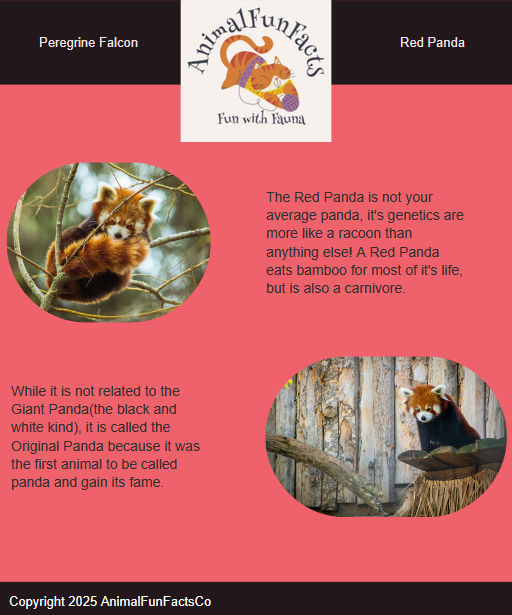 Peregrine Falcon
AnimalFunFacts
Fun with Fauna
Red Panda
The Red Panda is not your
average panda, it's genetics are
more like a racoon than
anything else! A Red Panda
eats bamboo for most of it's life,
but is also a carnivore.
While it is not related to the
Giant Panda(the black and
white kind), it is called the
Original Panda because it was
the first animal to be called
panda and gain its fame.
Copyright 2025 AnimalFunFactsCo